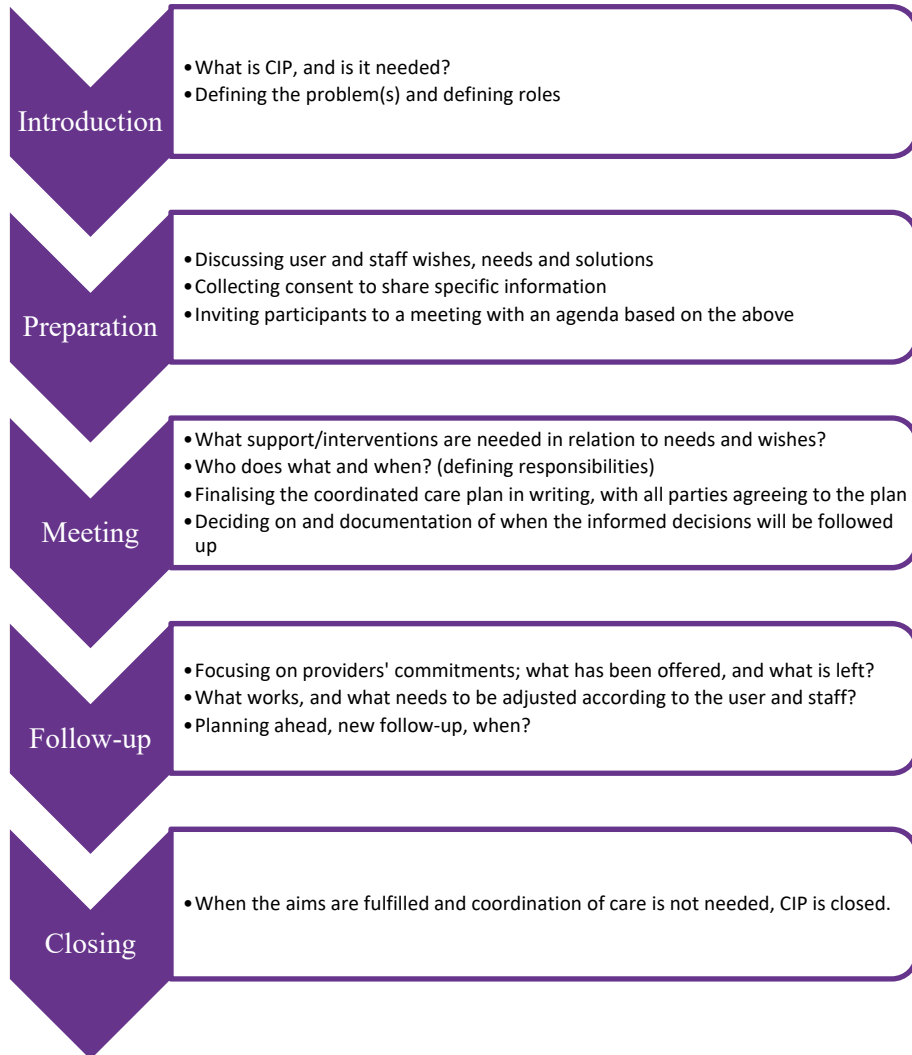 Introduction
•What is CIP, and is it needed?
•Defining the problem(s) and defining roles
Preparation
•Discussing user and staff wishes, needs and solutions
•Collecting consent to share specific information
•Inviting participants to a meeting with an agenda based on the above
Meeting
•What support/interventions are needed in relation to needs and wishes?
•Who does what and when? (defining responsibilities)
•Finalising the coordinated care plan in writing, with all parties agreeing to the plan
•Deciding on and documentation of when the informed decisions will be followed
up
Follow-up
•Focusing on providers' commitments; what has been offered, and what is left?
•What works, and what needs to be adjusted according to the user and staff?
•Planning ahead, new follow-up, when?
Closing
•When the aims are fulfilled and coordination of care is not needed, CIP is closed.